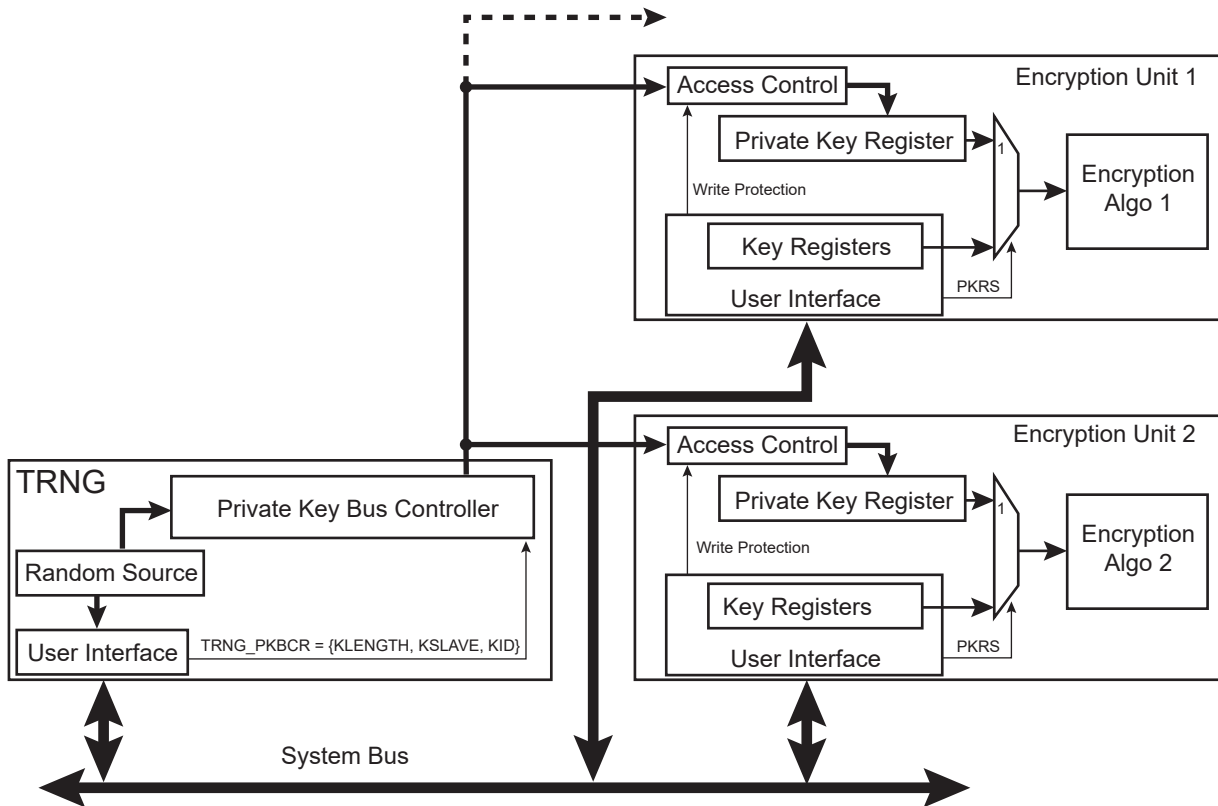 Encryption Unit 1
Access Control
Private Key Register
1
Encryption
Algo 1
Write Protection
Key Registers
PKRS
User Interface
Encryption Unit 2
Access Control
Private Key Register
1
Encryption
Algo 2
Write Protection
Key Registers
PKRS
User Interface
TRNG
Private Key Bus Controller
Random Source
User Interface
TRNG_PKBCR = {KLENGTH, KSLAVE, KID}
System Bus